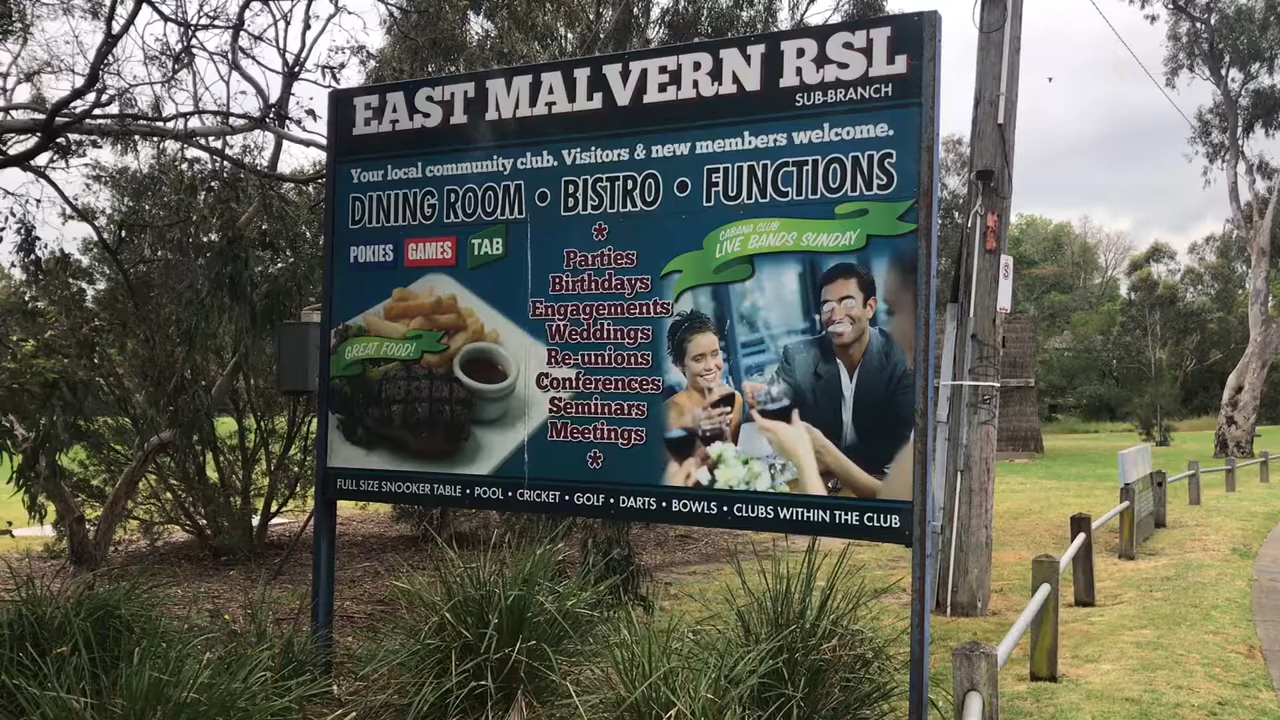 EAST MALVERN RSL
SUB-BRANCH
Your local community club. Visitors & new members welcome.
DINING ROOM • BISTRO • FUNCTIONS
POKIES GAMES TAB
CABANA CLUB
LIVE BANDS SUNDAY
GREAT FOOD!
*
Parties
Birthdays
Engagements
Weddings
Re-unions
Conferences
Seminars
Meetings
*
FULL SIZE SNOOKER TABLE • POOL • CRICKET • GOLF • DARTS • BOWLS • CLUBS WITHIN THE CLUB